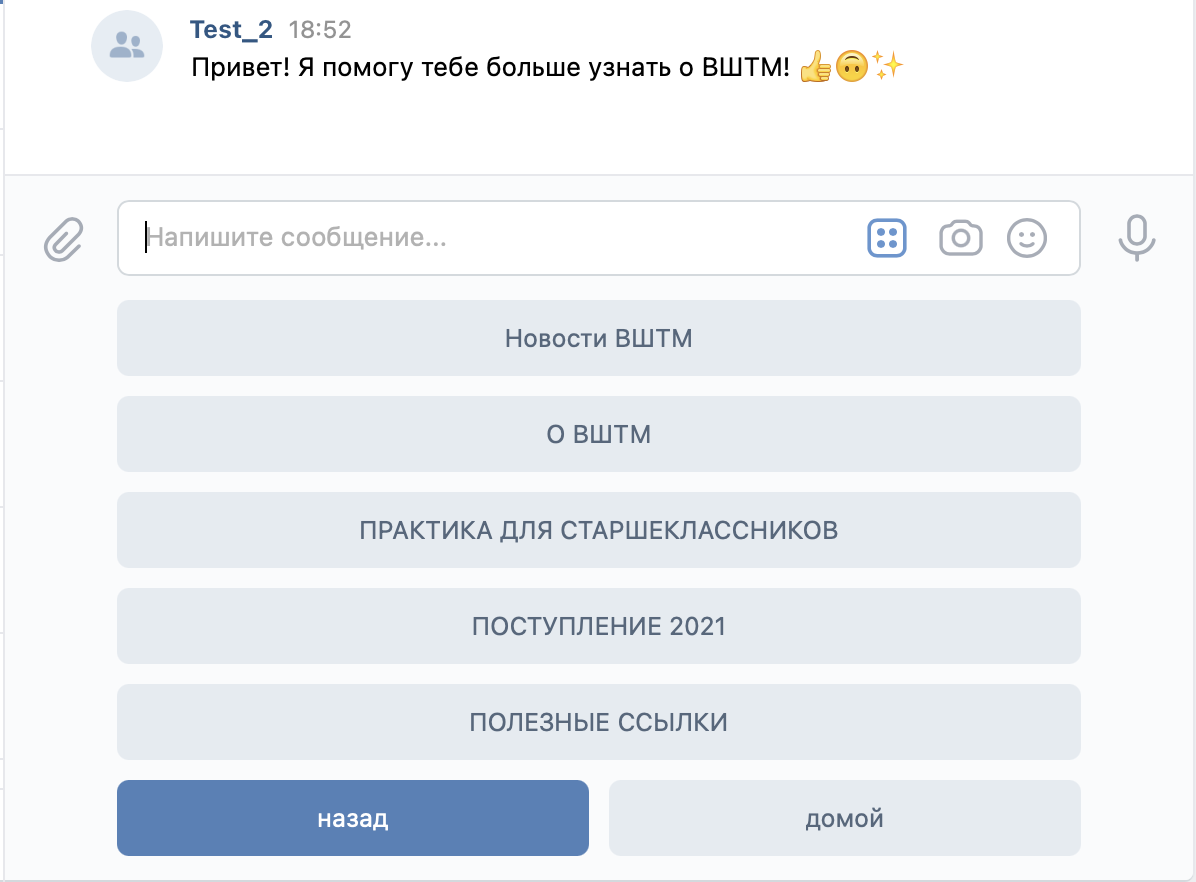 Test_2 18:52
Привет! Я помогу тебе больше узнать о ВШТМ! 👍🙃✨
Напишите сообщение...
Новости ВШТМ
О ВШТМ
ПРАКТИКА ДЛЯ СТАРШЕКЛАССНИКОВ
ПОСТУПЛЕНИЕ 2021
ПОЛЕЗНЫЕ ССЫЛКИ
назад домой